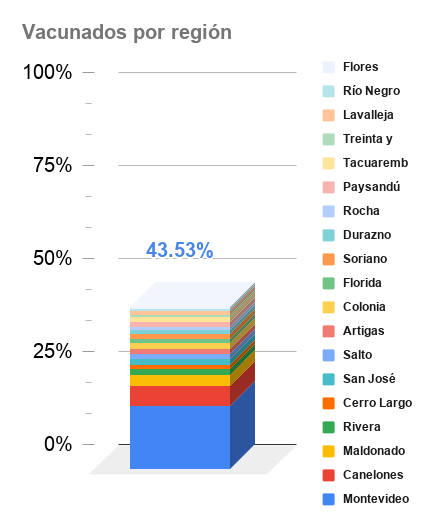 Vacunados por región
100%
75%
50%
25%
0%
43.53%
Flores
Río Negro
Lavalleja
Treinta y
Tacuaremb
Paysandú
Rocha
Durazno
Soriano
Florida
Colonia
Artigas
Salto
San José
Cerro Largo
Rivera
Maldonado
Canelones
Montevideo